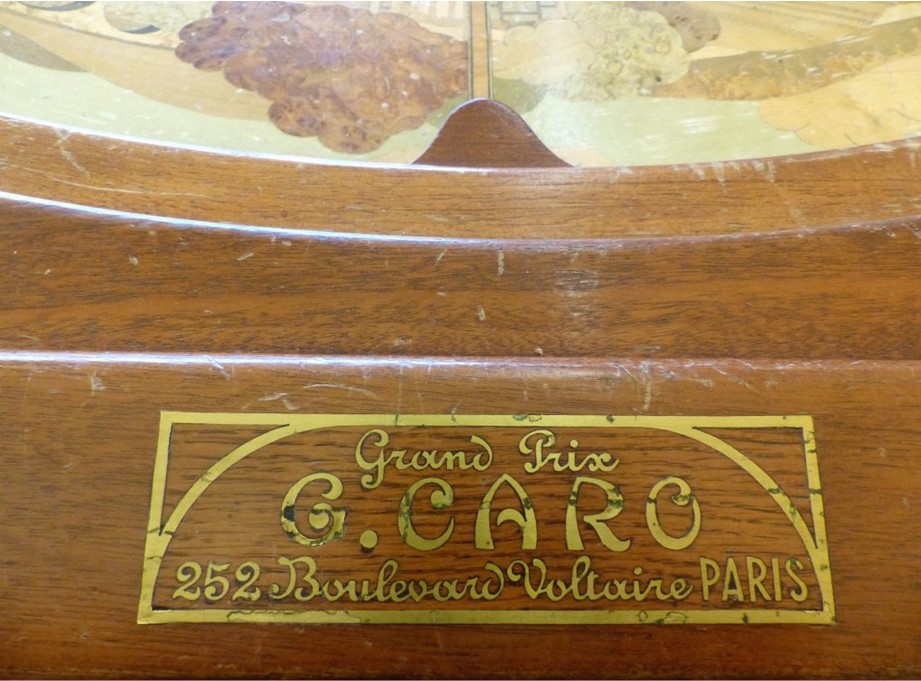 Grand Prix
G. CARO
252 Boulevard Voltaire PARIS